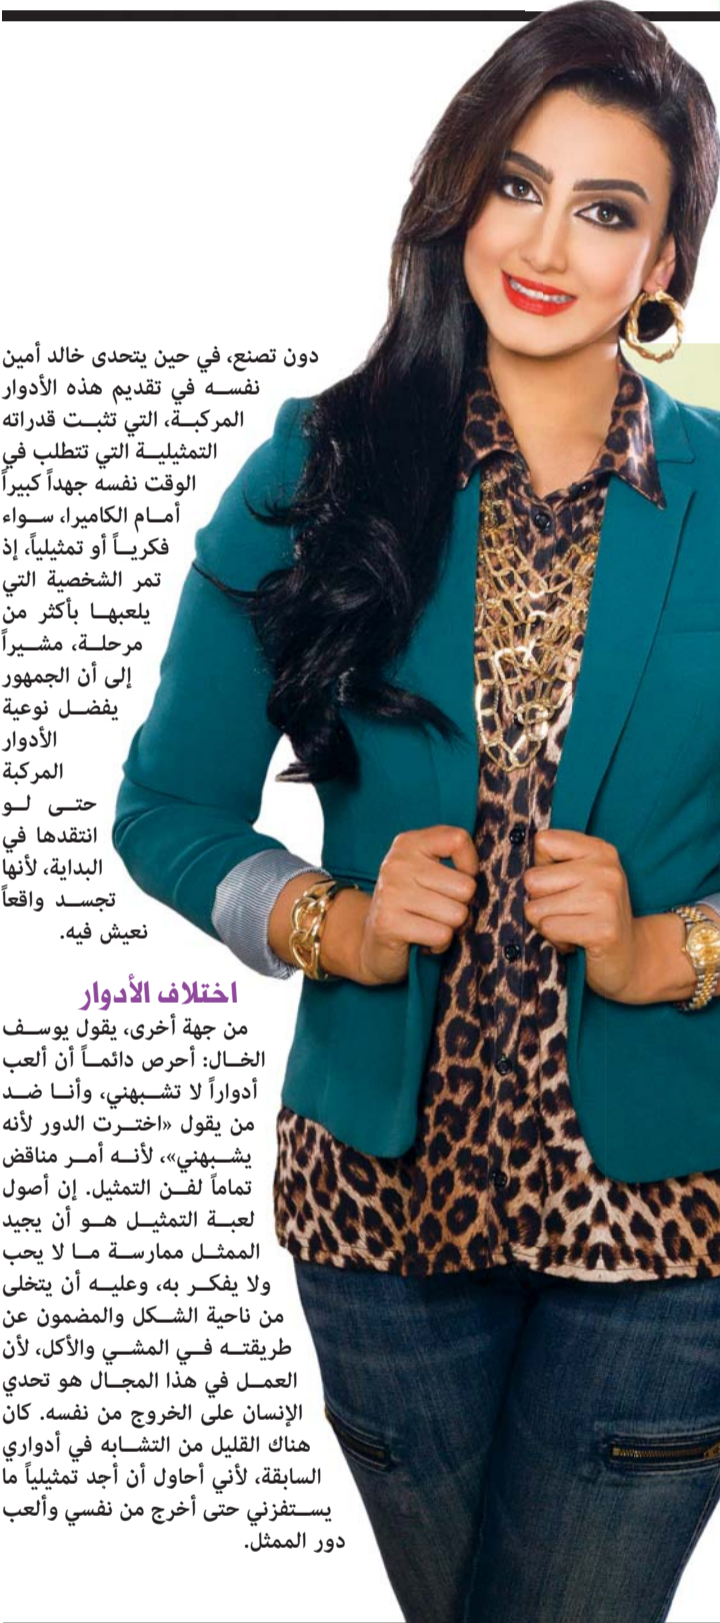 دون تصنع، في حين يتحدى خالد أمين
نفسه في تقديم هذه الأدوار
المركبة، التي تثبت قدراته
التمثيلية التي تتطلب في
الوقت نفسه جهداً كبيراً
أمام الكاميرا، سواء
فكرياً أو تمثيلياً، إذ
تمر الشخصية التي
يلعبها بأكثر من
مرحلة، مشيراً
إلى أن الجمهور
يفضل نوعية
الأدوار
المركبة
حتى لو
انتقدها في
البداية، لأنها
تجسد واقعاً
نعيش فيه.
اختلاف الأدوار
من جهة أخرى، يقول يوسف
الخال: أحرص دائماً أن ألعب
أدواراً لا تشبهني، وأنا ضد
من يقول «اخترت الدور لأنه
يشبهني»، لأنه أمر مناقض
تماماً لفن التمثيل. إن أصول
لعبة التمثيل هو أن يجيد
الممثل ممارسة ما لا يحب
ولا يفكر به، وعليه أن يتخلى
من ناحية الشكل والمضمون عن
طريقته في المشي والأكل، لأن
العمل في هذا المجال هو تحدي
الإنسان على الخروج من نفسه. كان
هناك القليل من التشابه في أدواري
السابقة، لأني أحاول أن أجد تمثيلياً ما
يستفزني حتى أخرج من نفسي وألعب
دور الممثل.